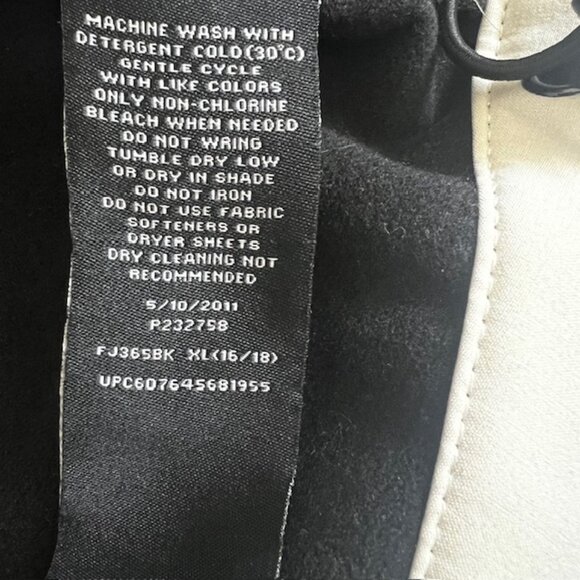 MACHINE WASH WITH
DETERGENT COLD(30°C)
GENTLE CYCLE
WITH LIKE COLORS
ONLY NON-CHLORINE
BLEACH WHEN NEEDED
DO NOT WRING
TUMBLE DRY LOW
OR DRY IN SHADE
DO NOT IRON
DO NOT USE FABRIC
SOFTENERS OR
DRYER SHEETS
DRY CLEANING NOT
RECOMMENDED
5/10/2011
P232758
FJ365BK XL(16/18)
UPC607645681955